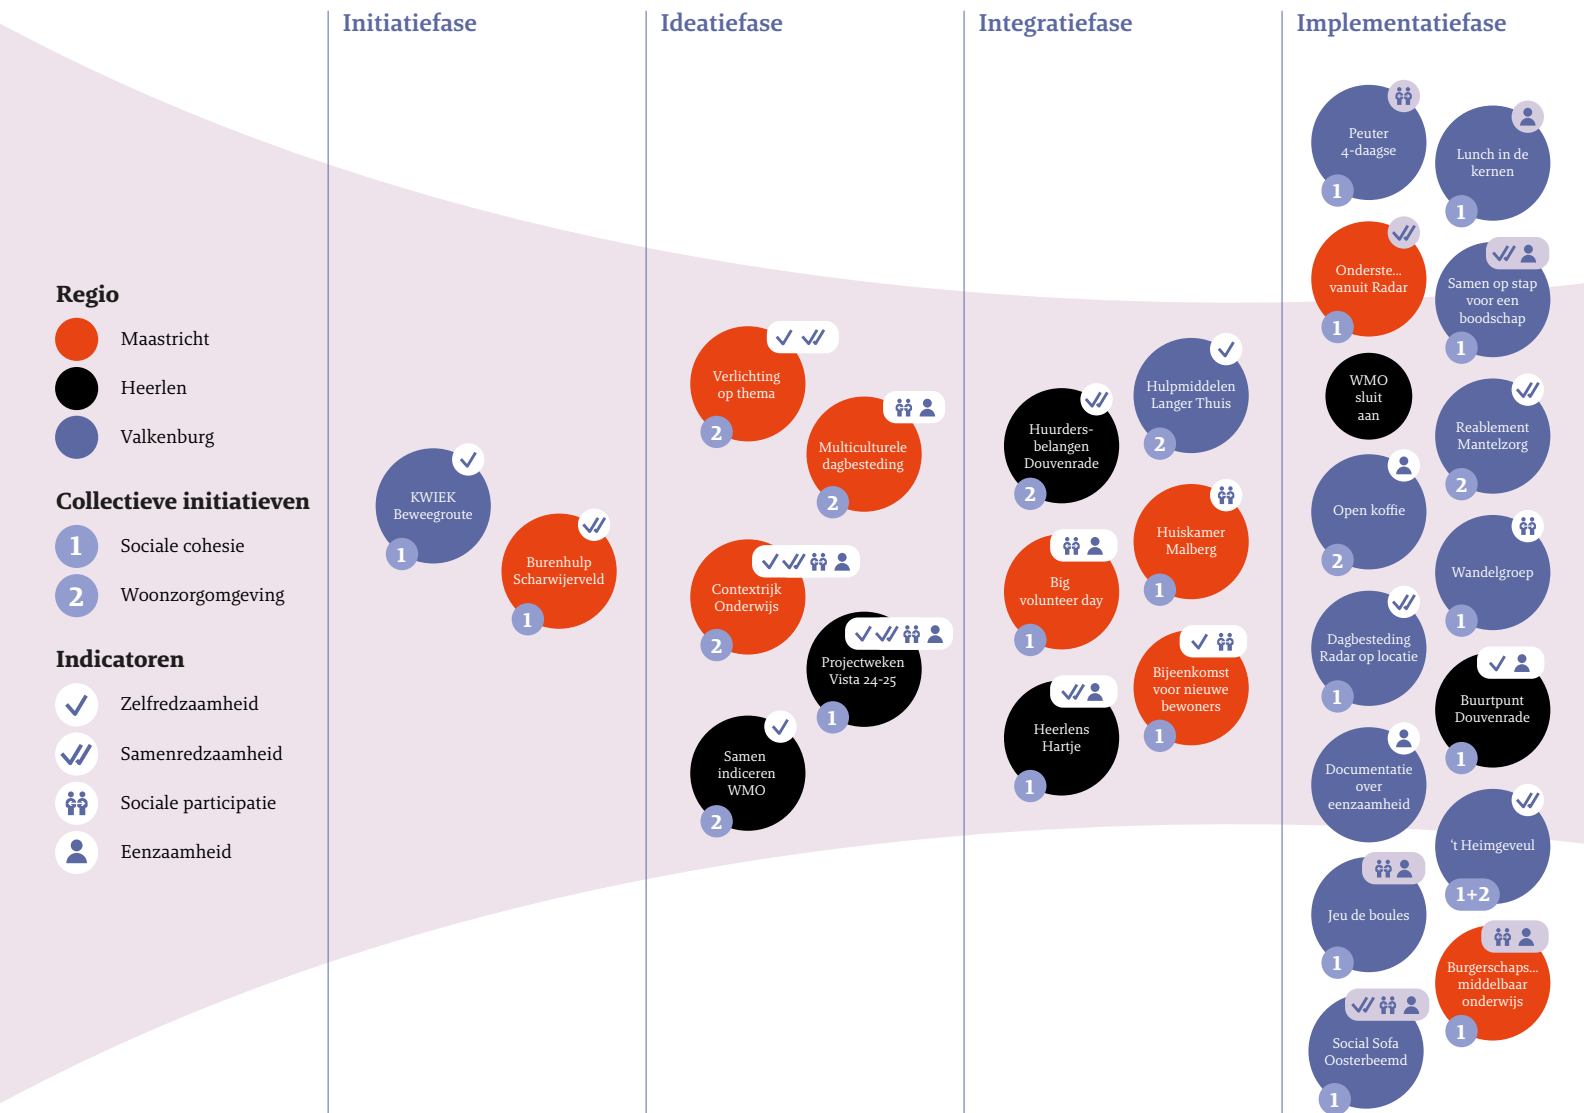 Initiatiefase
Ideatiefase
Integratiefase
Implementatiefase
Regio
Maastricht
Heerlen
Valkenburg
Collectieve initiatieven
1 Sociale cohesie
2 Woonzorgomgeving
Indicatoren
Zelfredzaamheid
Samenredzaamheid
Sociale participatie
Eenzaamheid
KWIEK
Beweegroute
1
Burenhulp
Scharwijerveld
1
Verlichting
op thema
2
Multiculturele
dagbesteding
2
Contextrijk
Onderwijs
2
Projectweken
Vista 24-25
1
Samen
indiceren
WMO
2
Huurders-
belangen
Douvenrade
2
Hulpmiddelen
Langer Thuis
2
Big
volunteer day
1
Huiskamer
Malberg
1
Heerlens
Hartje
1
Bijeenkomst
voor nieuwe
bewoners
1
Peuter
4-daagse
1
Lunch in de
kernen
1
Onderste...
vanuit Radar
1
Samen op stap
voor een
boodschap
1
WMO
sluit
aan
Reablement
Mantelzorg
2
Open koffie
2
Wandelgroep
1
Dagbesteding
Radar op locatie
1
Buurtpunt
Douvenrade
1
Documentatie
over
eenzaamheid
't Heimgeveul
1+2
Jeu de boules
1
Burgerschaps...
middelbaar
onderwijs
1
Social Sofa
Oosterbeemd
1